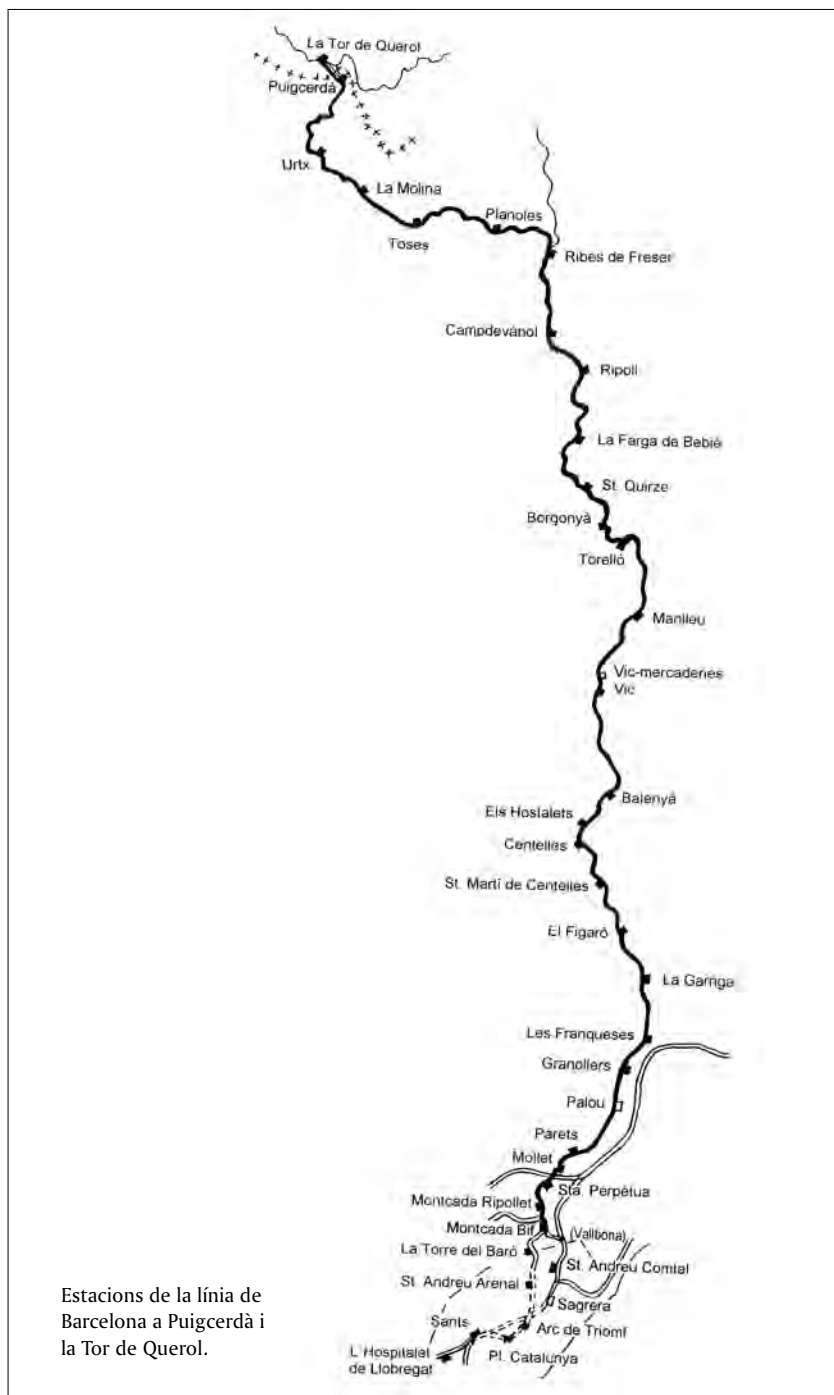 La Tor de Querol
Puigcerdà
Urtx
La Molina
Toses
Planoles
Ribes de Freser
Campdevànol
Ripoll
La Farga de Bebié
St. Quirze
Borgonyà
Torelló
Manlleu
Vic-mercaderies
Vic
Balenyà
Els Hostalets
Centelles
St. Martí de Centelles
El Figaró
La Garriga
Les Franqueses
Granollers
Palou
Parets
Mollet
Sta. Perpètua
Montcada Ripollet
Montcada Bif
(Vallbona)
La Torre del Baró
St. Andreu Comtal
St. Andreu Arenal
Sagrera
Sants
Arc de Triomf
Pl. Catalunya
L'Hospitalet
de Llobregat
Estacions de la línia de
Barcelona a Puigcerdà i
la Tor de Querol.